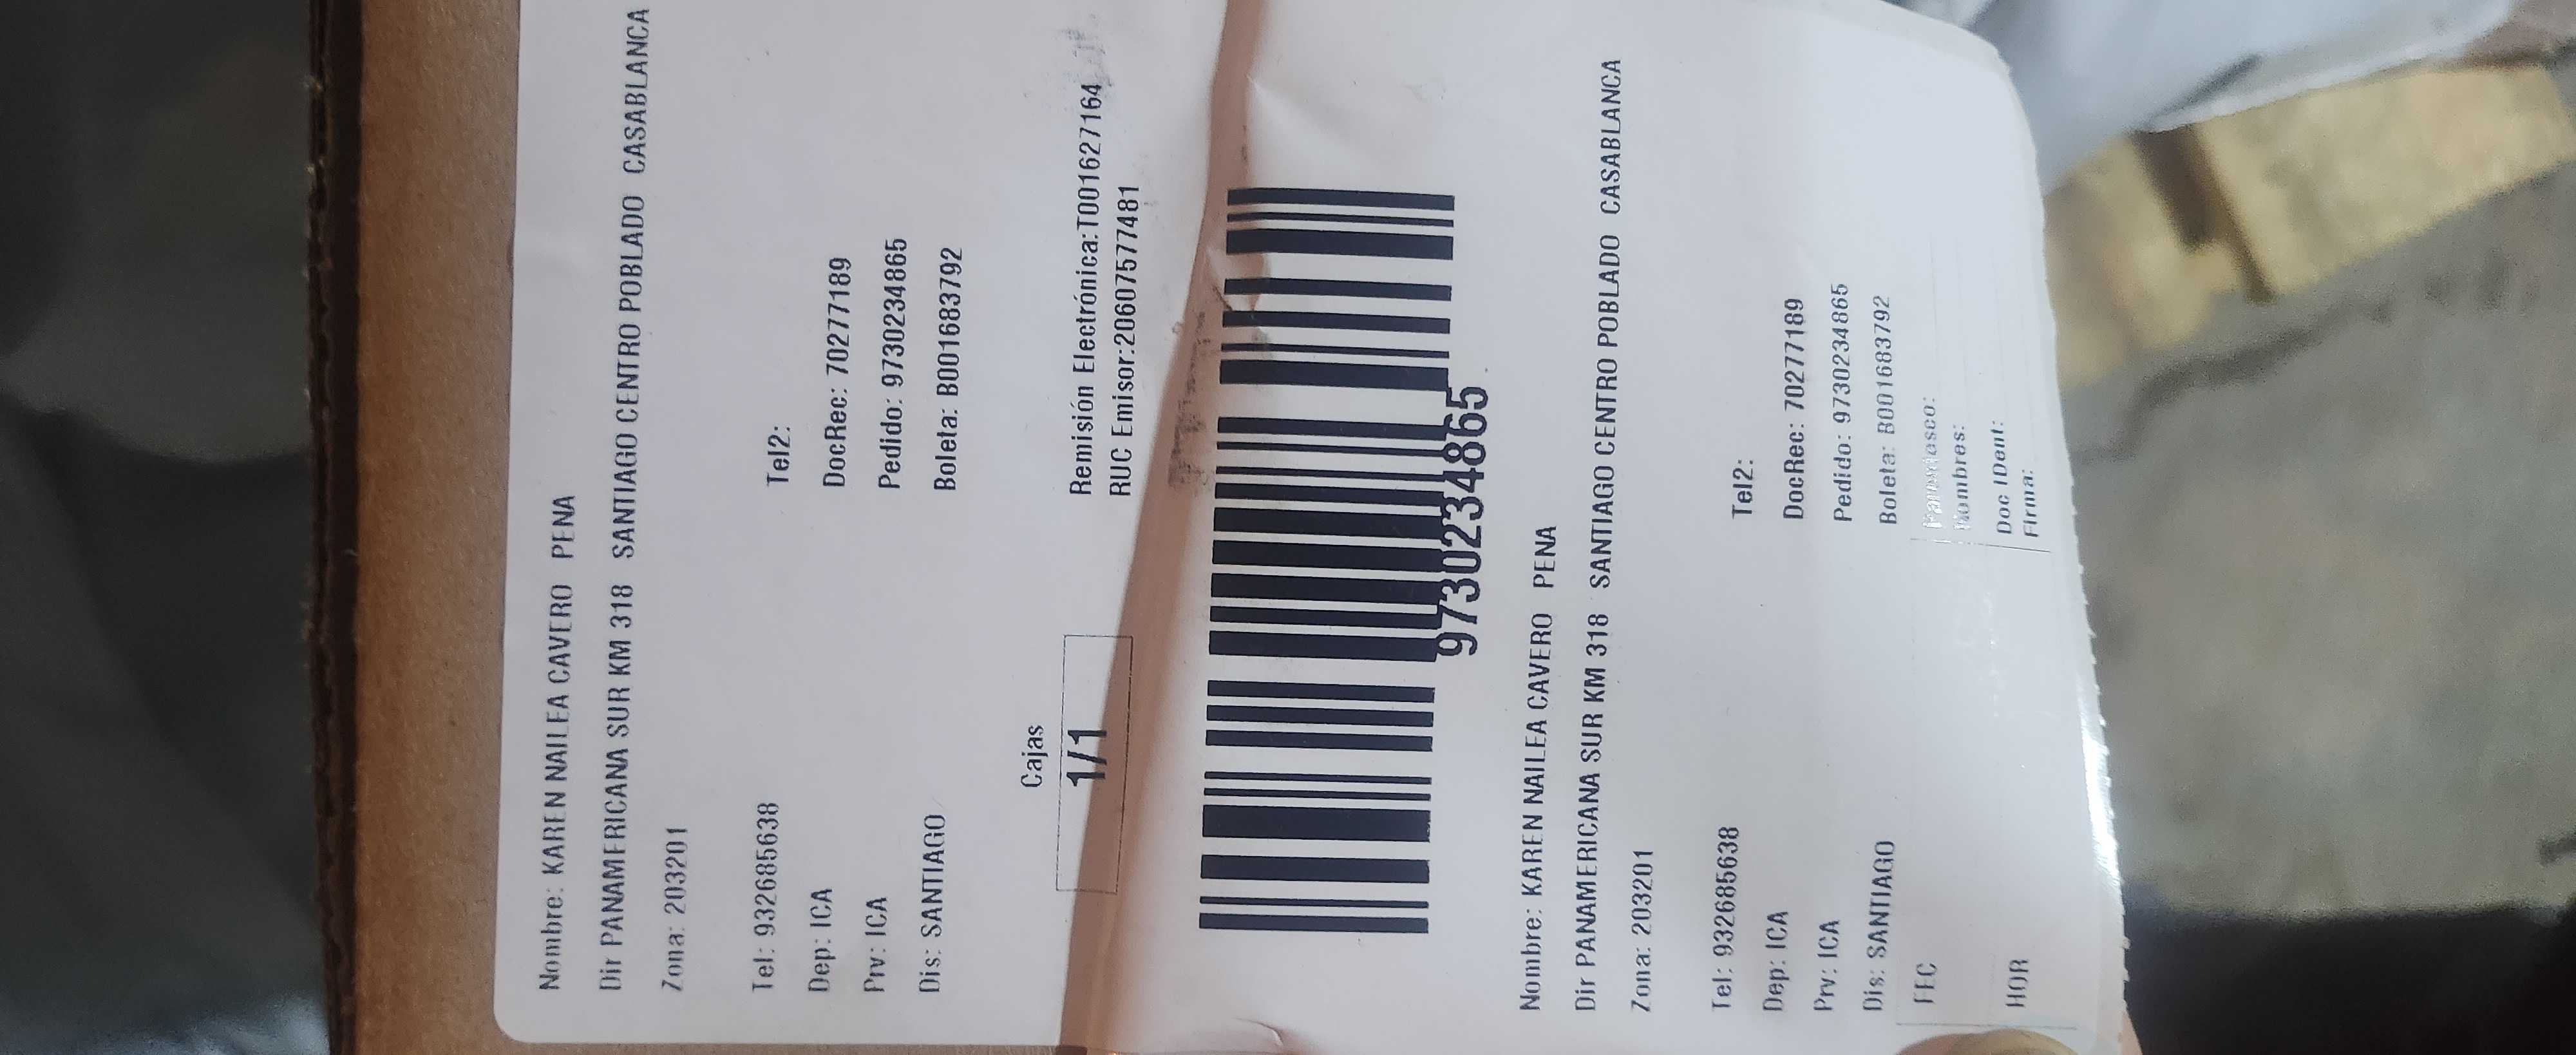 Nombre: KAREN NAILEA CAVERO PENA
Dir PANAMERICANA SUR KM 318 SANTIAGO CENTRO POBLADO CASABLANCA
Zona: 203201
Tel: 932685638 Tel2:
Dep: ICA DocRec: 70277189
Prv: ICA Pedido: 9730234865
Dis: SANTIAGO Boleta: B001683792
Cajas
1/1
Remisión Electrónica:T001627164
RUC Emisor:20607577481
9730234865
Nombre: KAREN NAILEA CAVERO PENA
Dir PANAMERICANA SUR KM 318 SANTIAGO CENTRO POBLADO CASABLANCA
Zona: 203201
Tel: 932685638 Tel2:
Dep: ICA DocRec: 70277189
Prv: ICA Pedido: 9730234865
Dis: SANTIAGO Boleta: B001683792
FEC
Nombres:
HOR Doc IDent:
Firma: